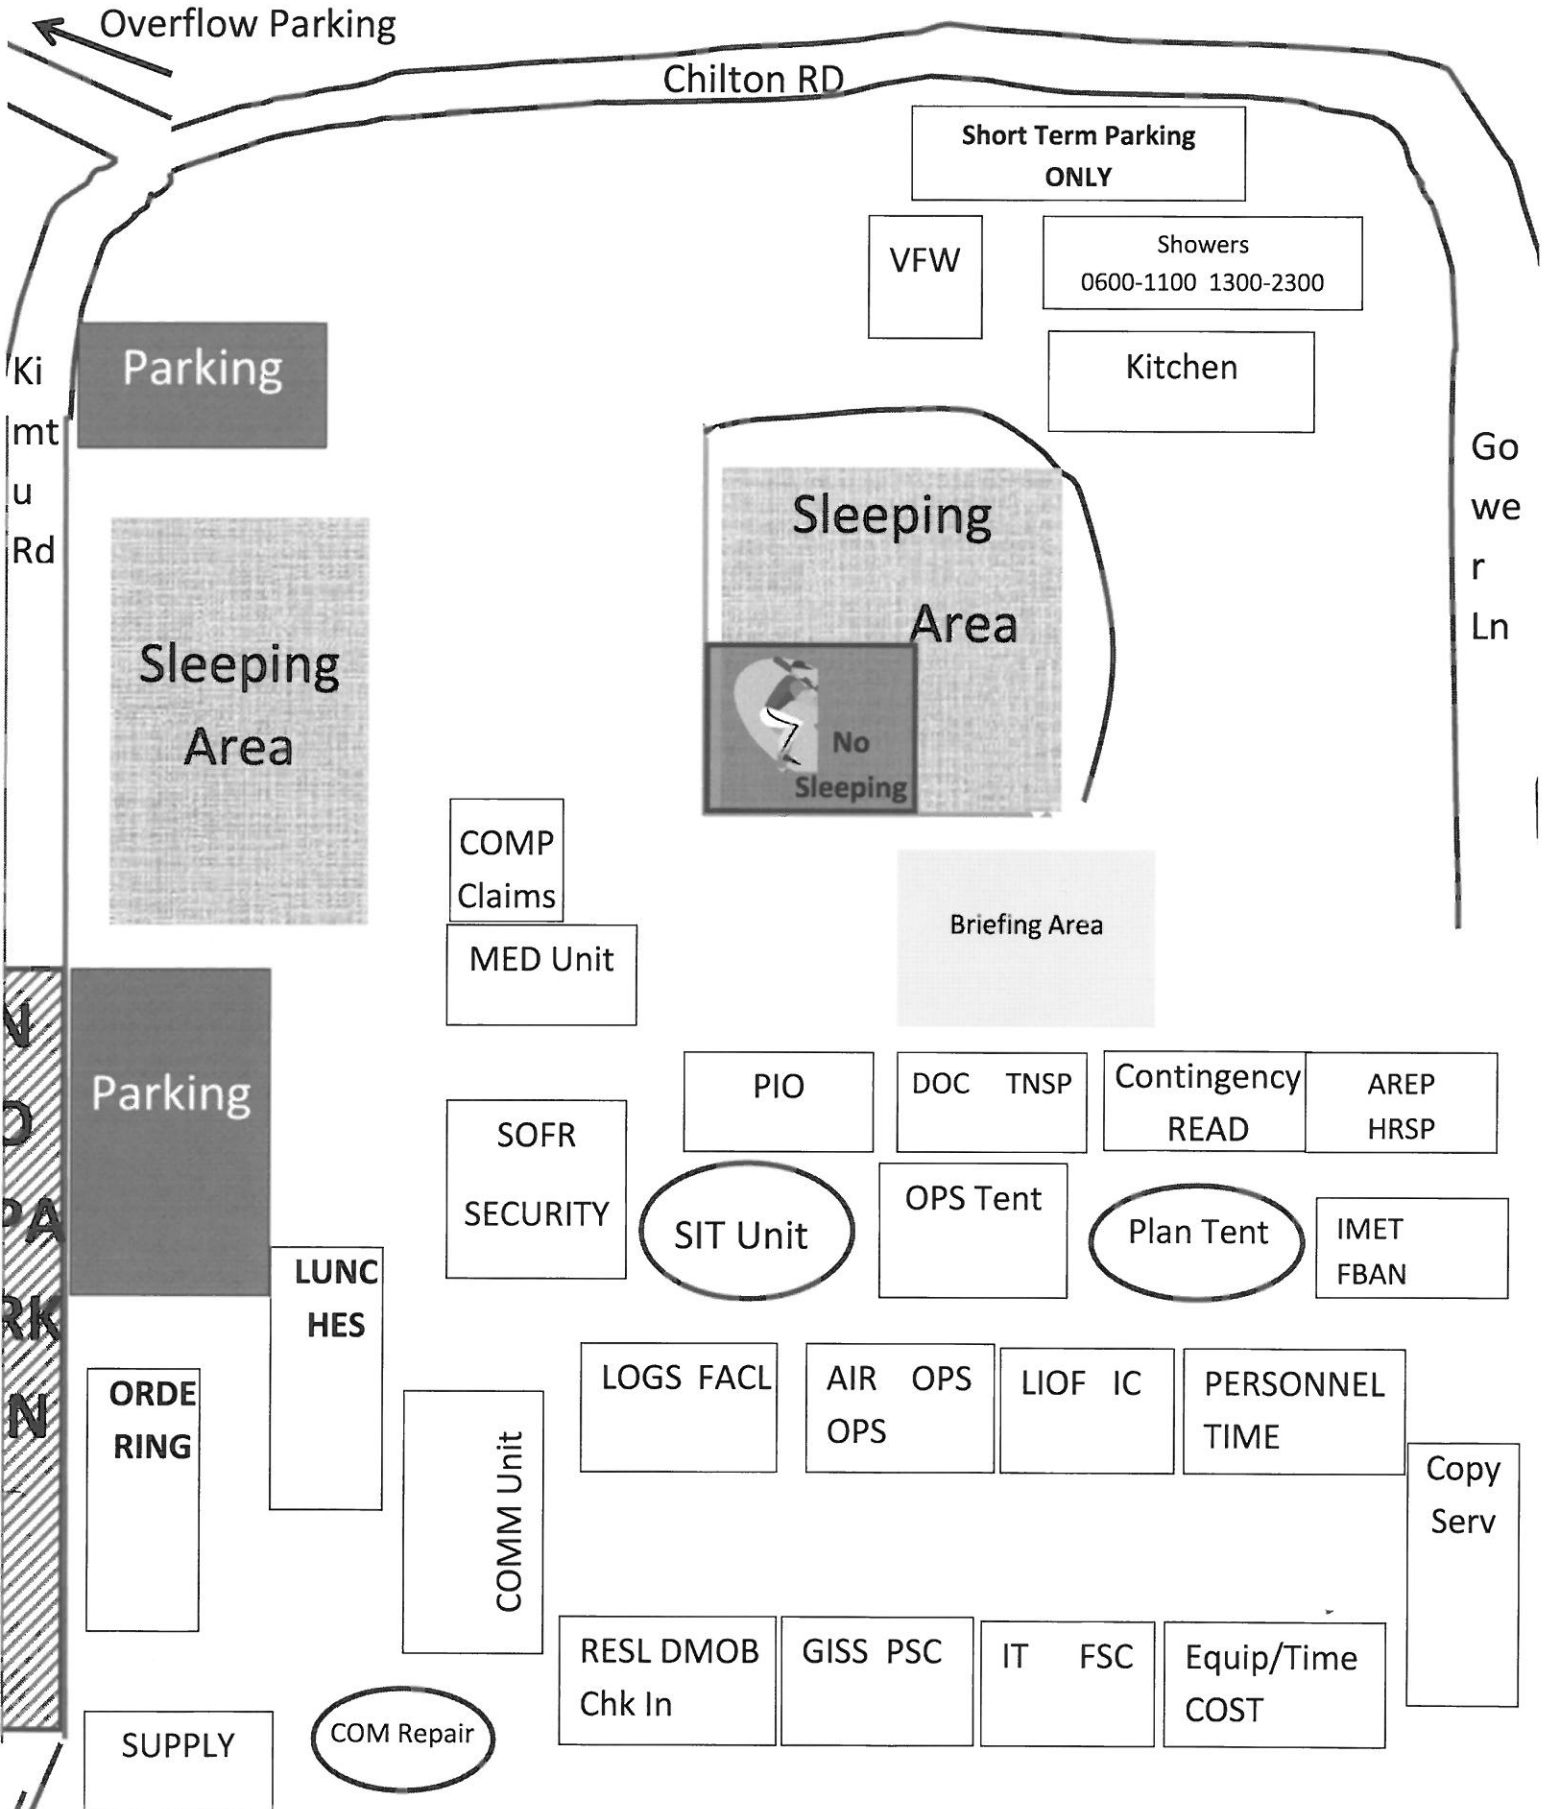 Overflow Parking
Chilton RD
Short Term Parking
ONLY
VFW
Showers
0600-1100 1300-2300
Kitchen
Parking
Ki
mt
u
Rd
Go
we
r
Ln
Sleeping
Area
Sleeping
Area
No
Sleeping
COMP
Claims
MED Unit
Briefing Area
N
O
PA
RK
N
Parking
PIO
DOC TNSP
Contingency
READ
AREP
HRSP
SOFR
SECURITY
SIT Unit
OPS Tent
Plan Tent
IMET
FBAN
LUNC
HES
ORDE
RING
COMM Unit
LOGS FACL
AIR OPS
OPS
LIOF IC
PERSONNEL
TIME
Copy
Serv
RESL DMOB
Chk In
GISS PSC
IT FSC
Equip/Time
COST
SUPPLY
COM Repair